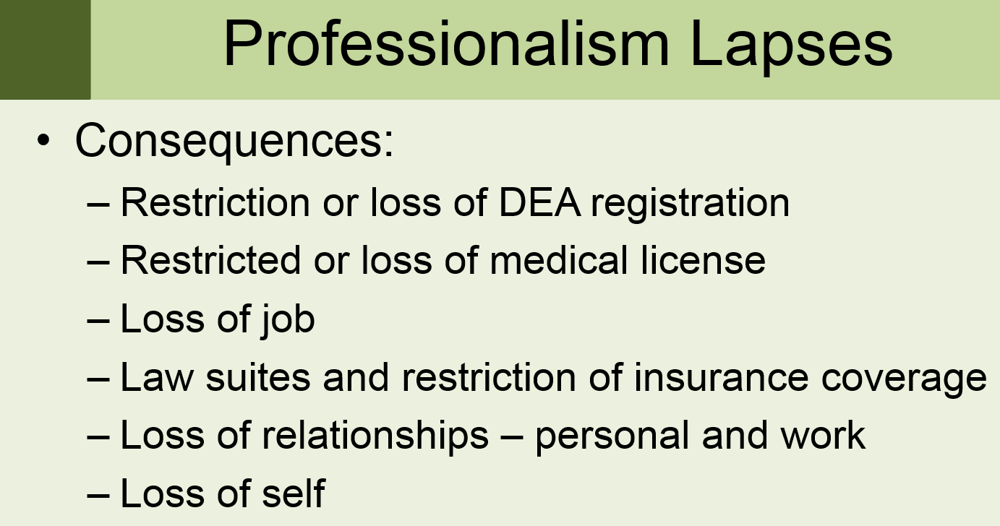 Professionalism Lapses
• Consequences:
– Restriction or loss of DEA registration
– Restricted or loss of medical license
– Loss of job
– Law suites and restriction of insurance coverage
– Loss of relationships – personal and work
– Loss of self